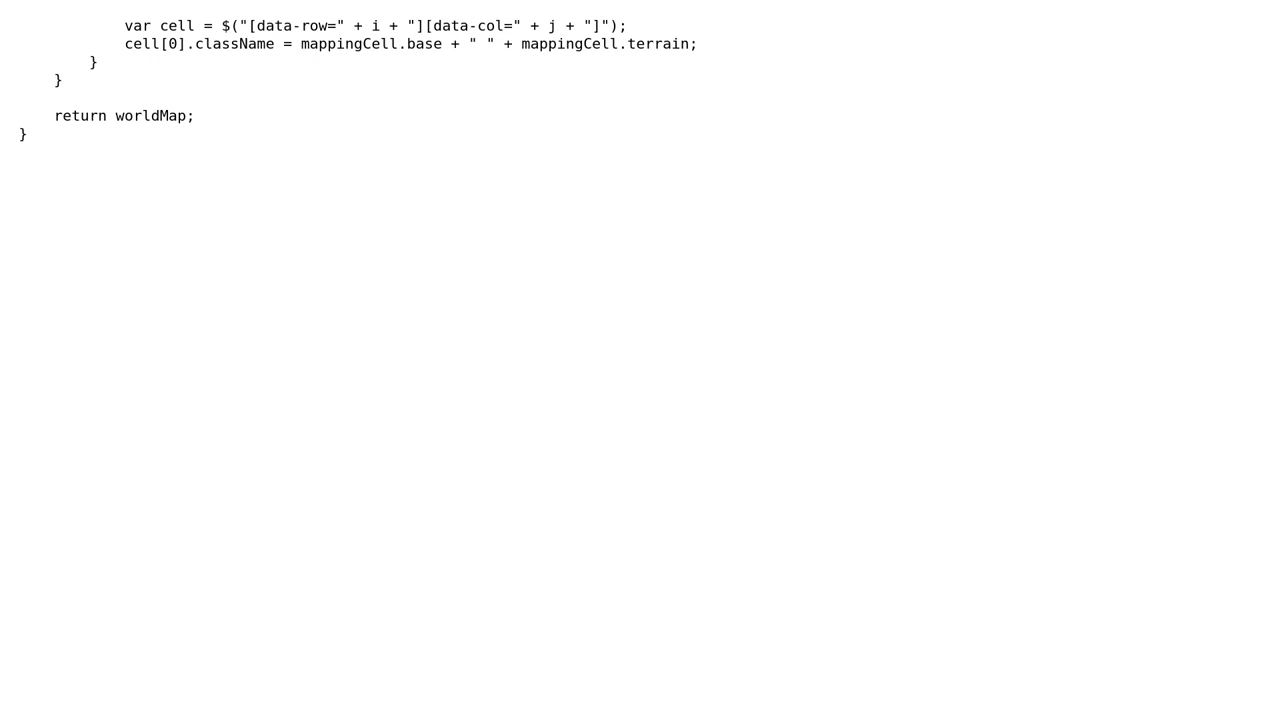 var cell = $("[data-row=" + i + "][data-col=" + j + "]");
            cell[0].className = mappingCell.base + " " + mappingCell.terrain;
        }
    }

    return worldMap;
}